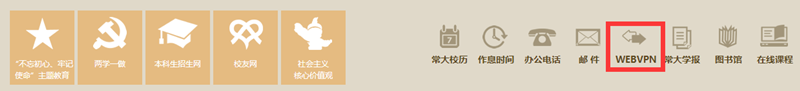 "不忘初心、牢记
使命"主题教育
两学一做
本科生招生网
校友网
社会主义
核心价值观
7
常大校历
作息时间
办公电话
邮 件
WEBVPN
常大学报
图书馆
在线课程